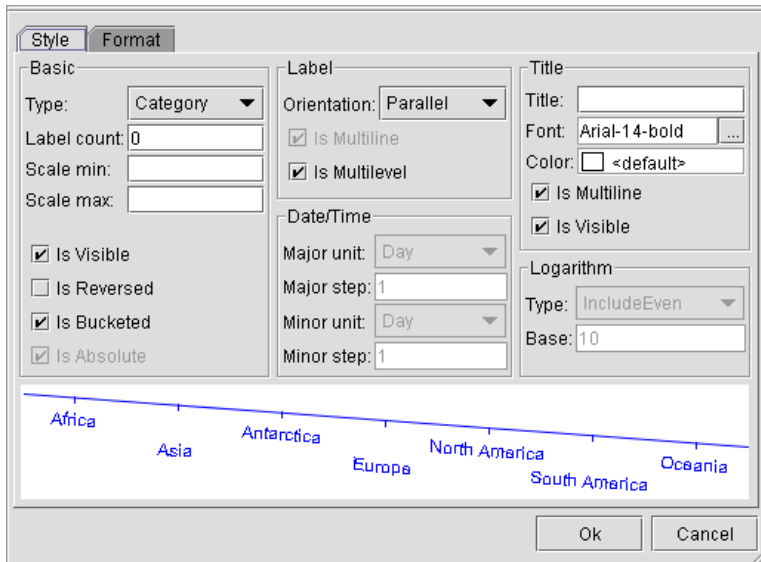 Style Format
Basic
Type: Category
Label count: 0
Scale min:
Scale max:
Is Visible
Is Reversed
Is Bucketed
Is Absolute
Label
Orientation: Parallel
Is Multiline
Is Multilevel
Date/Time
Major unit: Day
Major step: 1
Minor unit: Day
Minor step: 1
Title
Title:
Font: Arial-14-bold ...
Color: <default>
Is Multiline
Is Visible
Logarithm
Type: IncludeEven
Base: 10
Africa
Asia
Antarctica
Europe
North America
South America
Oceania
Ok Cancel